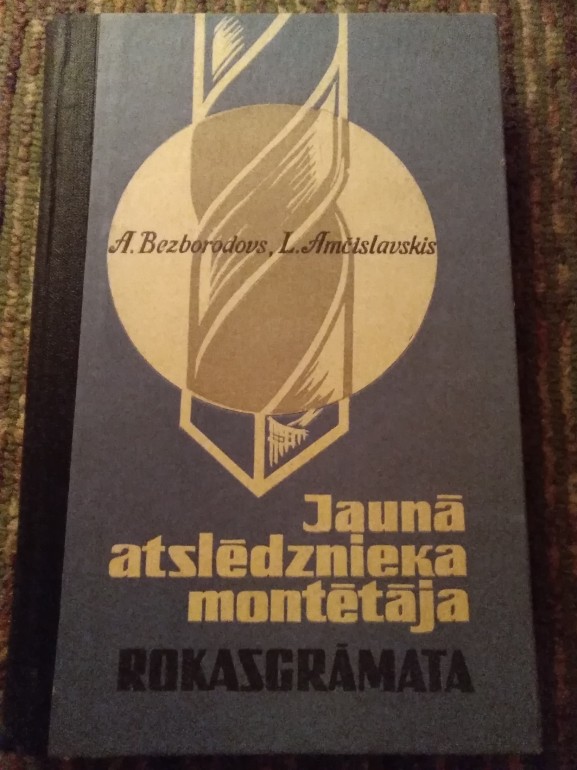 A. Bezborodovs, L. Amčislavskis
Jaunā
atslēdznieka
montētāja
ROKASGRĀMATA